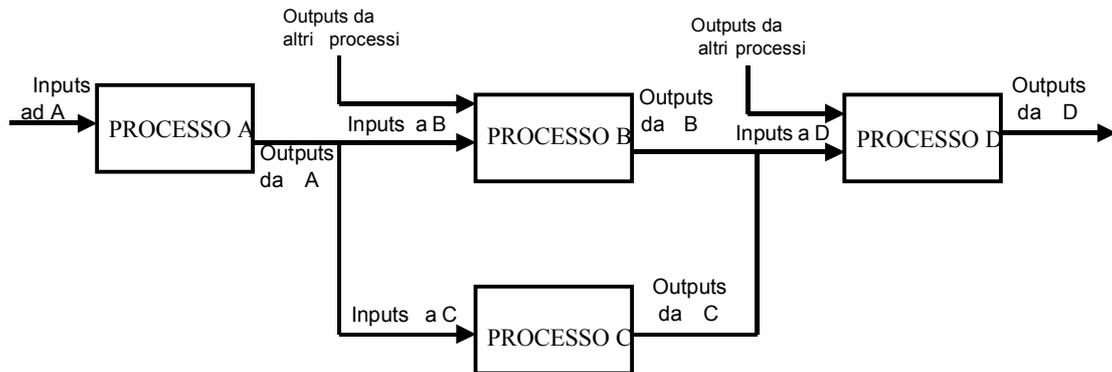 Outputs da
altri processi
Outputs da
altri processi
Inputs
ad A
PROCESSO A
Outputs
da A
Inputs a B
PROCESSO B
Outputs
da B
Inputs a D
PROCESSO D
Outputs
da D
Inputs a C
PROCESSO C
Outputs
da C